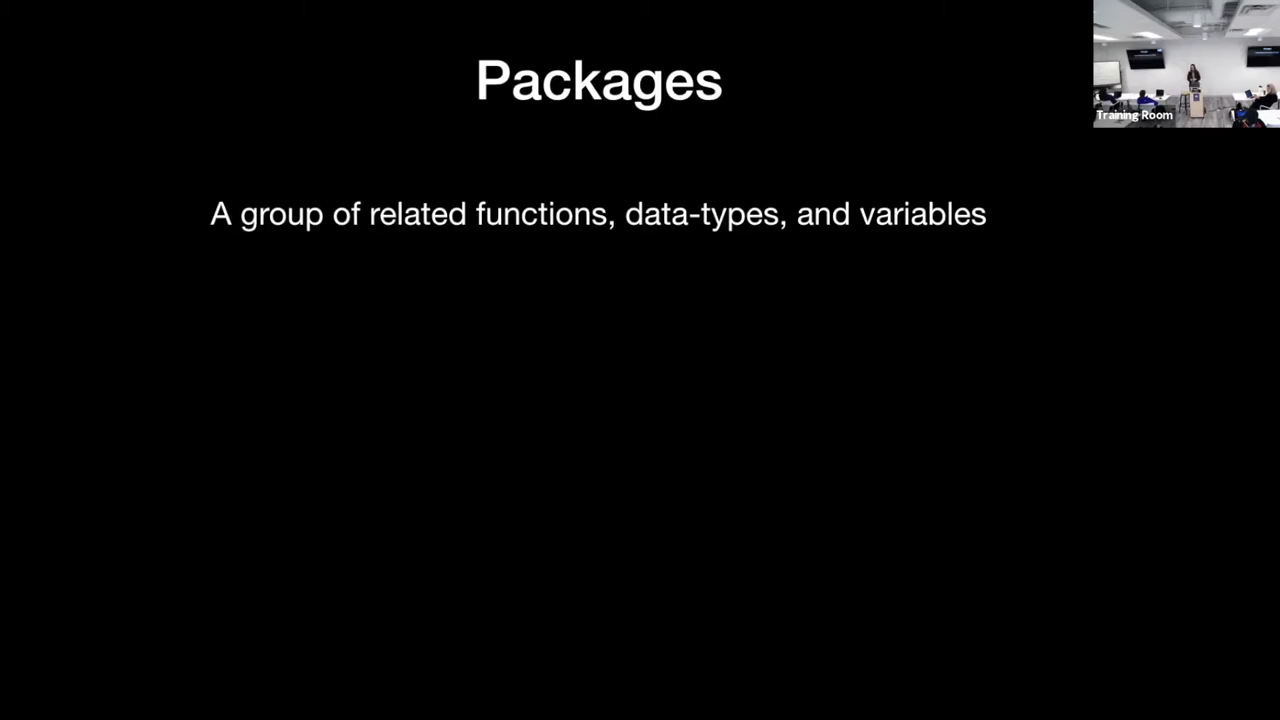 Packages
Training Room
A group of related functions, data-types, and variables